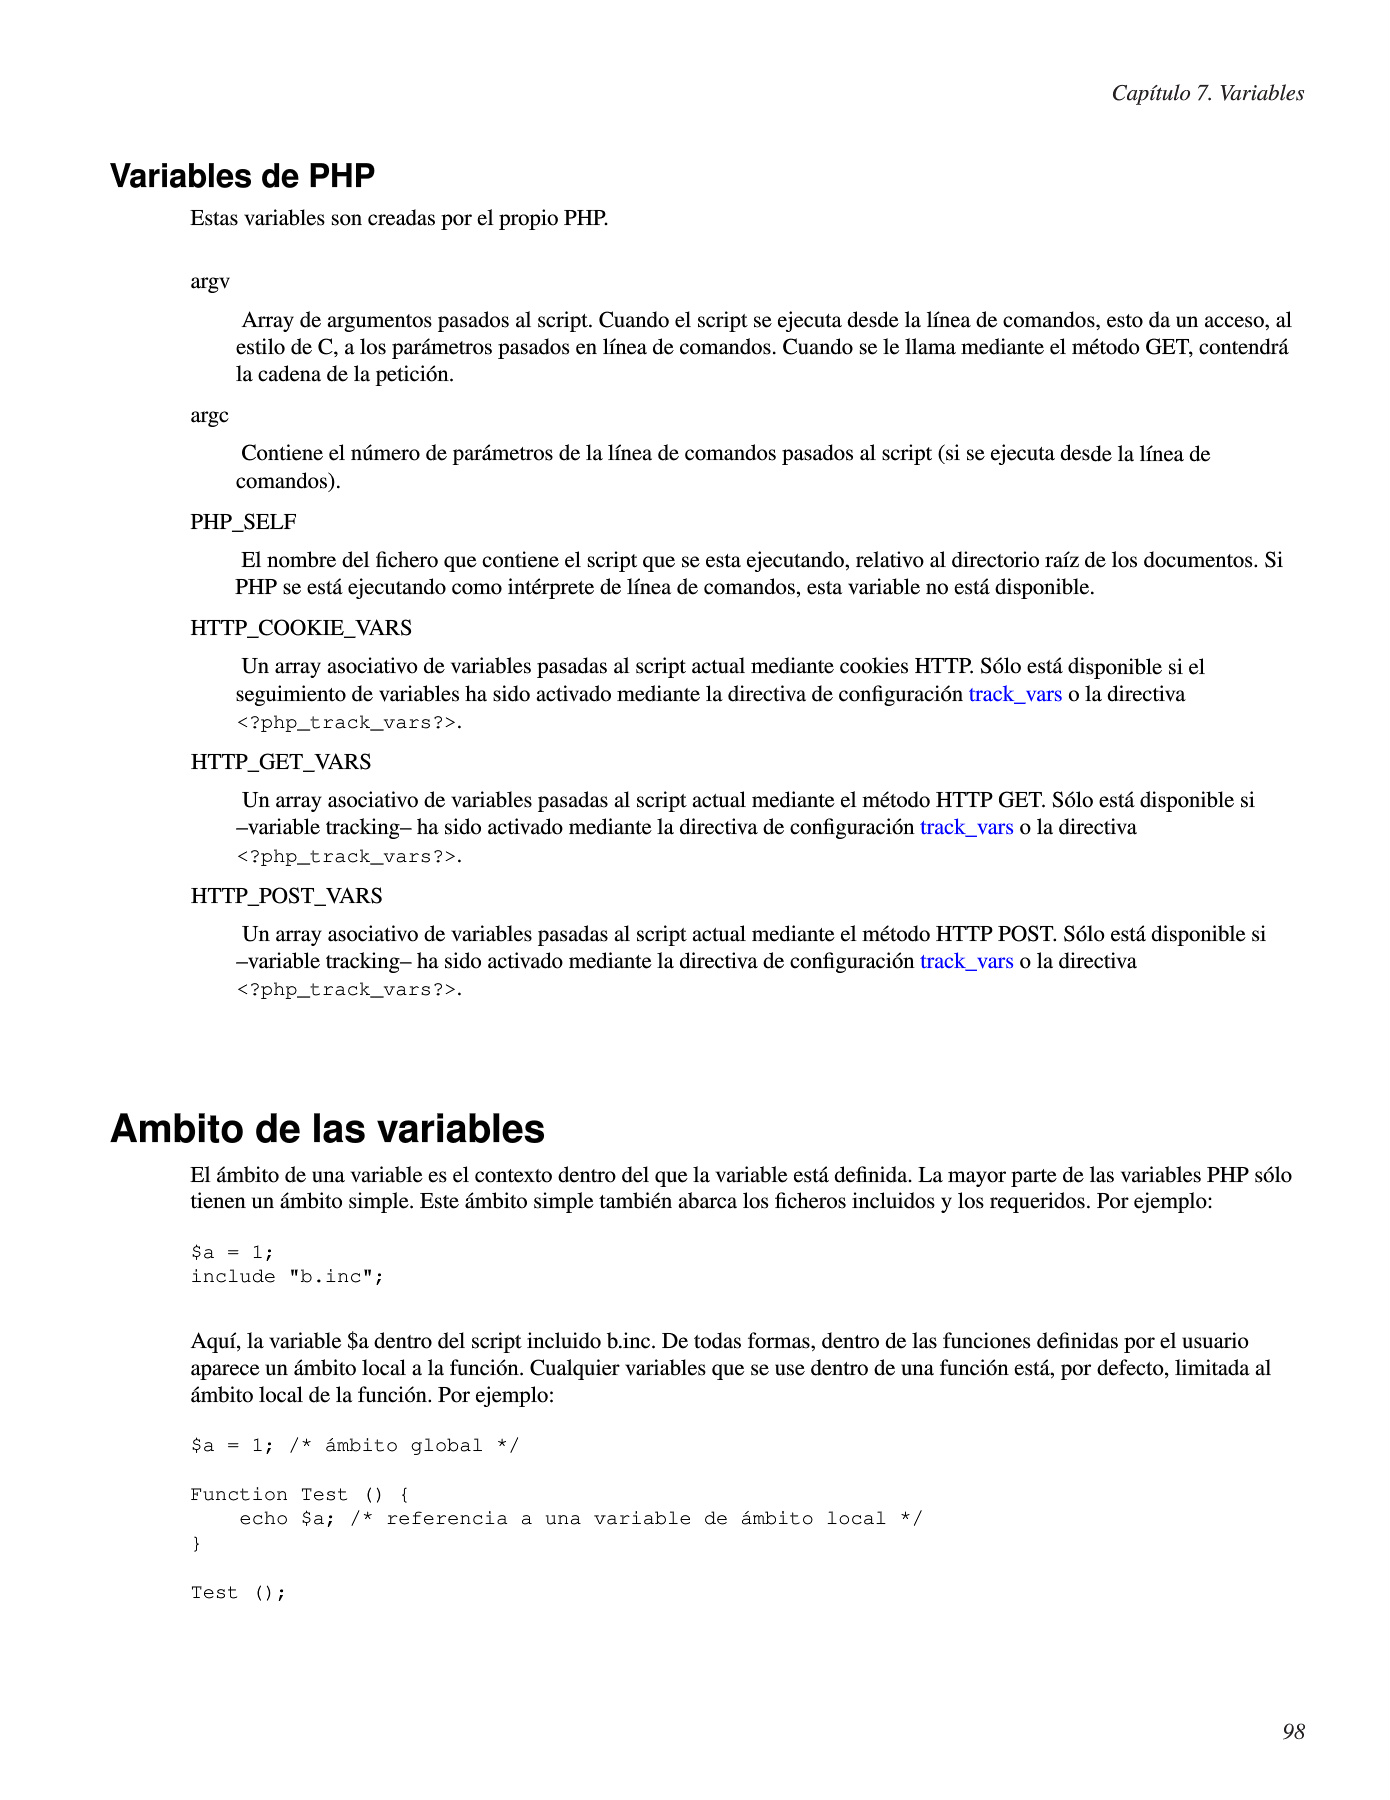 Capítulo 7. Variables
Variables de PHP
Estas variables son creadas por el propio PHP.
argv
Array de argumentos pasados al script. Cuando el script se ejecuta desde la línea de comandos, esto da un acceso, al
estilo de C, a los parámetros pasados en línea de comandos. Cuando se le llama mediante el método GET, contendrá
la cadena de la petición.
argc
Contiene el número de parámetros de la línea de comandos pasados al script (si se ejecuta desde la línea de
comandos).
PHP_SELF
El nombre del fichero que contiene el script que se esta ejecutando, relativo al directorio raíz de los documentos. Si
PHP se está ejecutando como intérprete de línea de comandos, esta variable no está disponible.
HTTP_COOKIE_VARS
Un array asociativo de variables pasadas al script actual mediante cookies HTTP. Sólo está disponible si el
seguimiento de variables ha sido activado mediante la directiva de configuración track_vars o la directiva
<?php_track_vars?>.
HTTP_GET_VARS
Un array asociativo de variables pasadas al script actual mediante el método HTTP GET. Sólo está disponible si
–variable tracking– ha sido activado mediante la directiva de configuración track_vars o la directiva
<?php_track_vars?>.
HTTP_POST_VARS
Un array asociativo de variables pasadas al script actual mediante el método HTTP POST. Sólo está disponible si
–variable tracking– ha sido activado mediante la directiva de configuración track_vars o la directiva
<?php_track_vars?>.
Ambito de las variables
El ámbito de una variable es el contexto dentro del que la variable está definida. La mayor parte de las variables PHP sólo
tienen un ámbito simple. Este ámbito simple también abarca los ficheros incluidos y los requeridos. Por ejemplo:
$a = 1;
include "b.inc";
Aquí, la variable $a dentro del script incluido b.inc. De todas formas, dentro de las funciones definidas por el usuario
aparece un ámbito local a la función. Cualquier variables que se use dentro de una función está, por defecto, limitada al
ámbito local de la función. Por ejemplo:
$a = 1; /* ámbito global */
Function Test () {
    echo $a; /* referencia a una variable de ámbito local */
}
Test ();
98